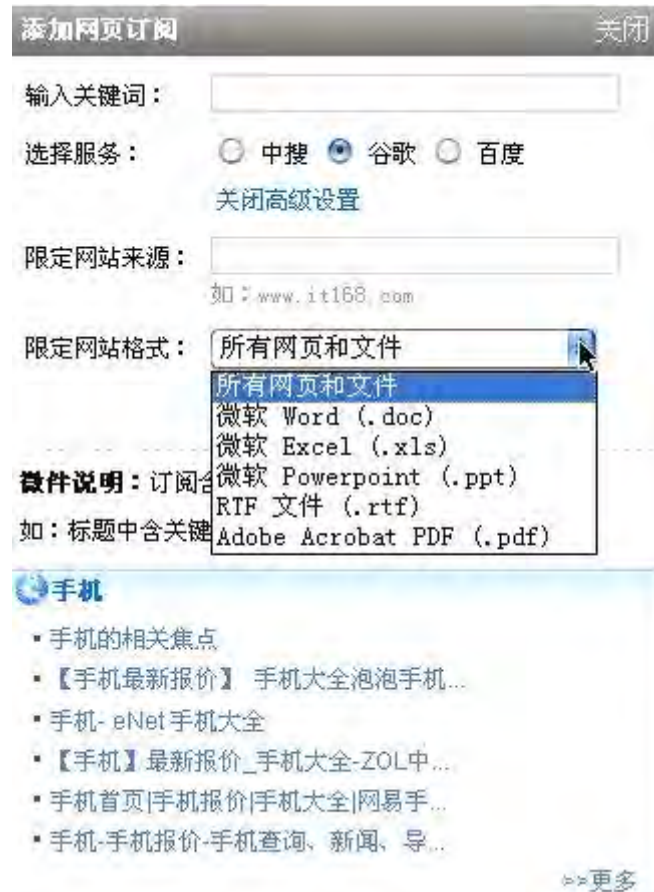 添加网页订阅 关闭
输入关键词：
选择服务： 中搜 谷歌 百度
关闭高级设置
限定网站来源：
如：www.it168.com
限定网站格式： 所有网页和文件
所有网页和文件
微软 Word (.doc)
微软 Excel (.xls)
微软 Powerpoint (.ppt)
RTF 文件 (.rtf)
Adobe Acrobat PDF (.pdf)
微件说明：订阅含
如：标题中含关键
手机
▪ 手机的相关焦点
▪ 【手机最新报价】 手机大全泡泡手机...
▪ 手机- eNet手机大全
▪ 【手机】最新报价_手机大全-ZOL中...
▪ 手机首页|手机报价|手机大全|网易手...
▪ 手机-手机报价-手机查询、新闻、导...
>>更多